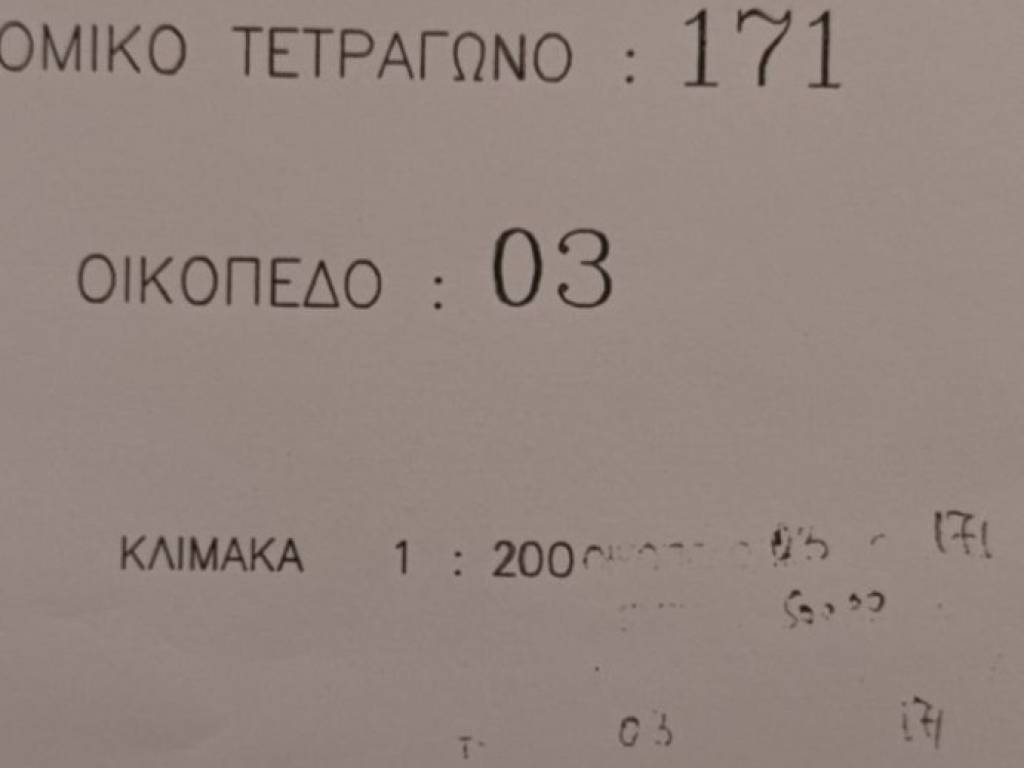 ΟΜΙΚΟ ΤΕΤΡΑΓΩΝΟ : 171
ΟΙΚΟΠΕΔΟ : 03
ΚΛΙΜΑΚΑ 1 : 200 03 171
03 171